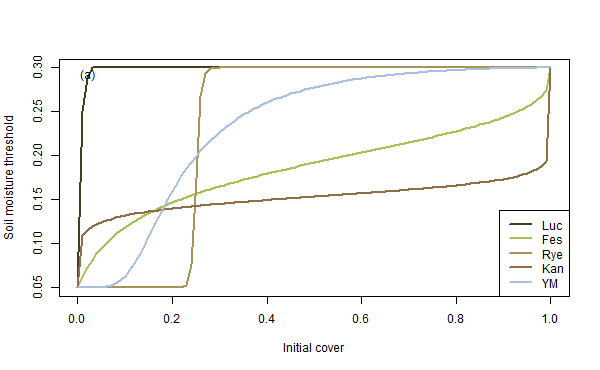 (a)
Soil moisture threshold
0.30
0.25
0.20
0.15
0.10
0.05
Luc
Fes
Rye
Kan
YM
0.0 0.2 0.4 0.6 0.8 1.0
Initial cover